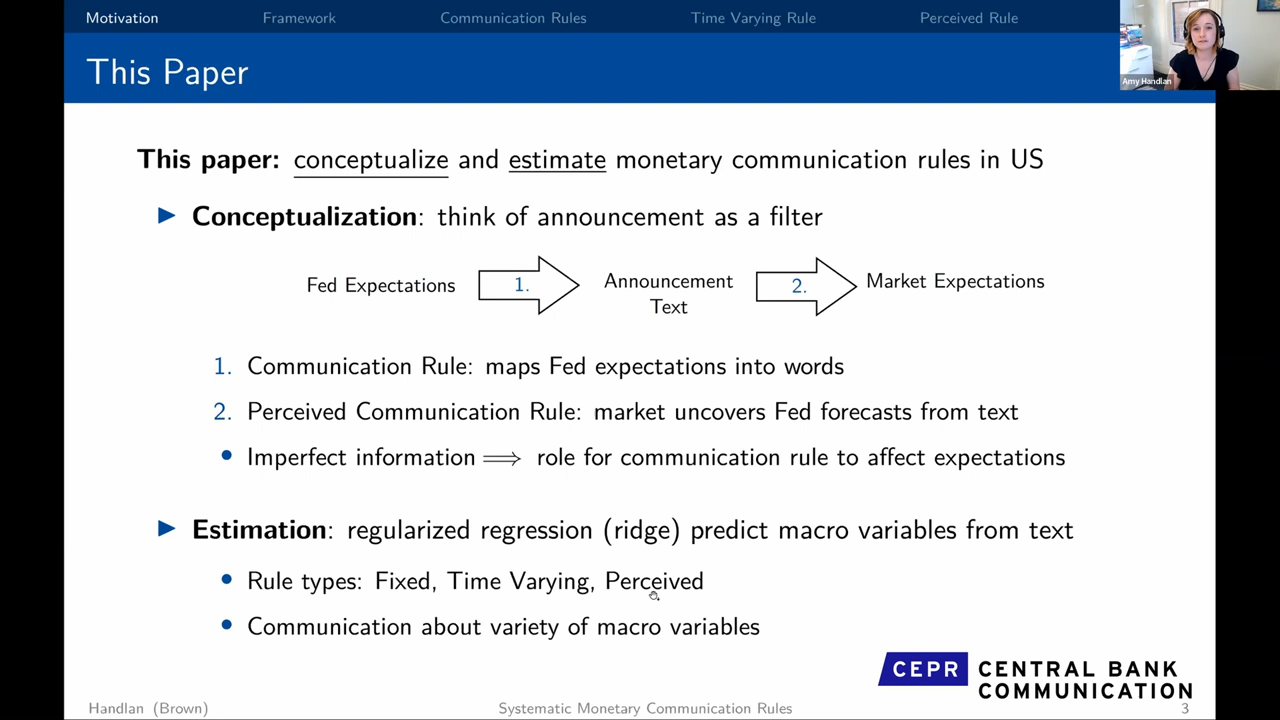 Motivation Framework Communication Rules Time Varying Rule Perceived Rule
Amy Handlan
This Paper
This paper: conceptualize and estimate monetary communication rules in US
Conceptualization: think of announcement as a filter
Fed Expectations 1. Announcement Text 2. Market Expectations
1. Communication Rule: maps Fed expectations into words
2. Perceived Communication Rule: market uncovers Fed forecasts from text
• Imperfect information ⟹ role for communication rule to affect expectations
Estimation: regularized regression (ridge) predict macro variables from text
• Rule types: Fixed, Time Varying, Perceived
• Communication about variety of macro variables
CEPR CENTRAL BANK
COMMUNICATION
Handlan (Brown) Systematic Monetary Communication Rules 3